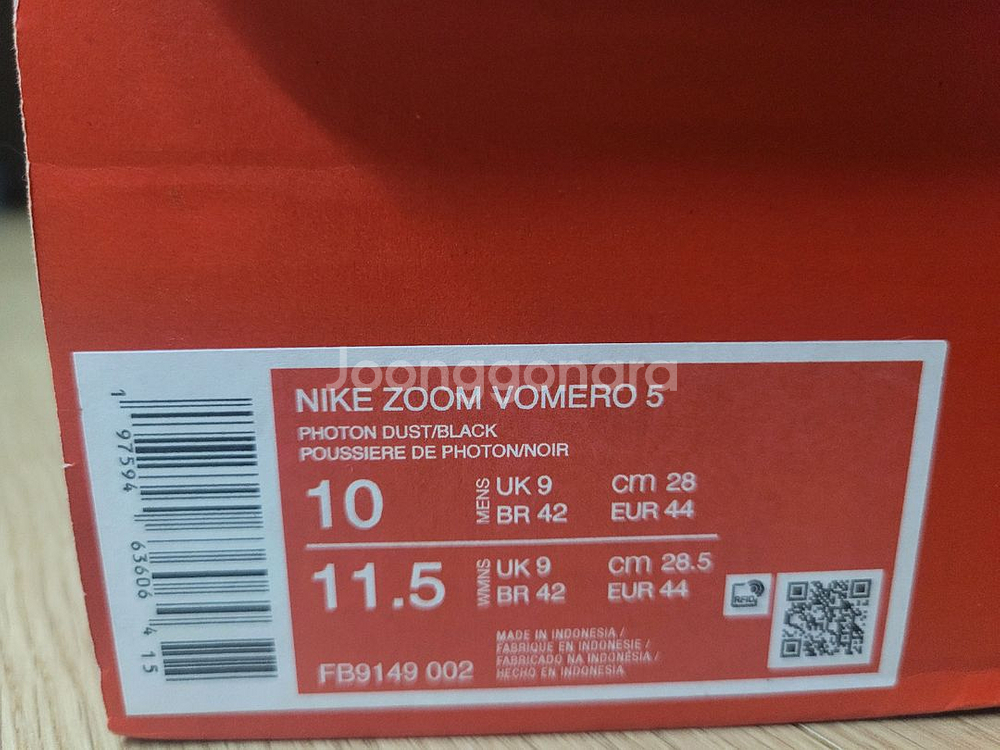 Joonggonara
NIKE ZOOM VOMERO 5
PHOTON DUST/BLACK
POUSSIERE DE PHOTON/NOIR
10 MENS UK 9 cm 28
BR 42 EUR 44
11.5 WMNS UK 9 cm 28.5
BR 42 EUR 44
RFID
MADE IN INDONESIA /
FABRIQUE EN INDONESIE /
FABRICADO NA INDONÉSIA /
HECHO EN INDONESIA
FB9149 002
1 97594 63606 4 15